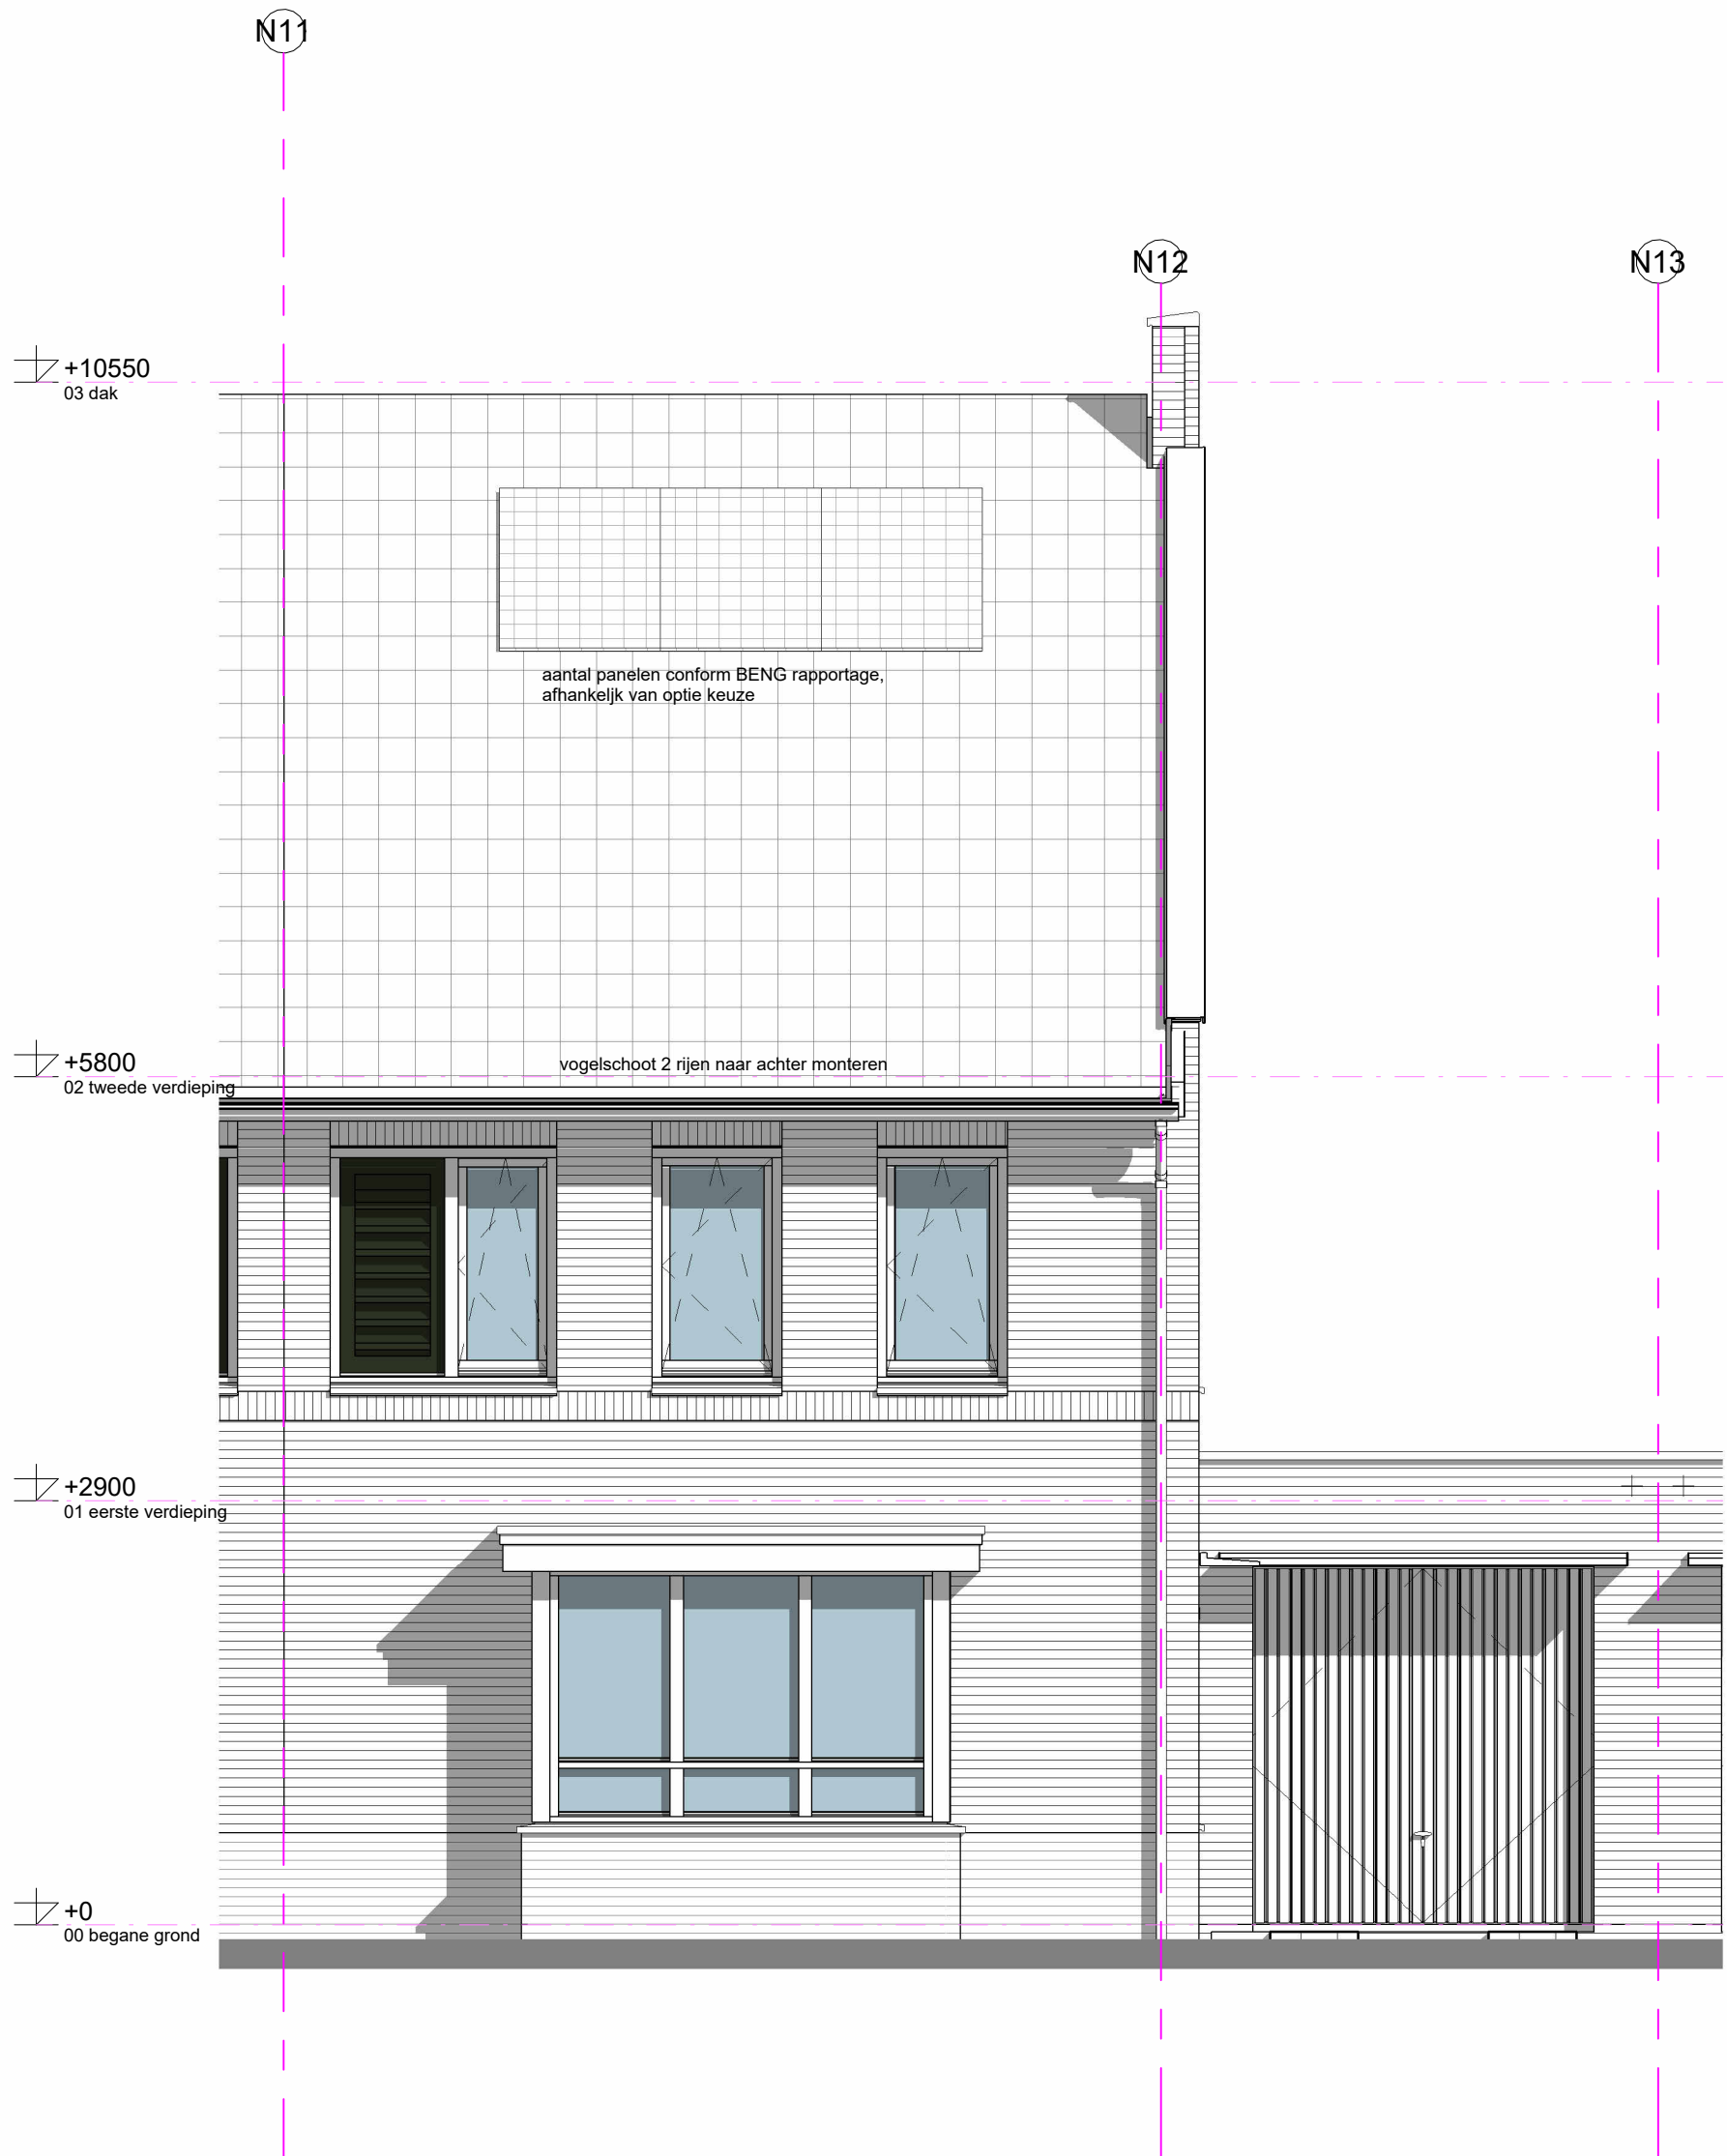 N11
N12
N13
+10550
03 dak
aantal panelen conform BENG rapportage,
afhankeljk van optie keuze
+5800
02 tweede verdieping
vogelschoot 2 rijen naar achter monteren
+2900
01 eerste verdieping
+0
00 begane grond